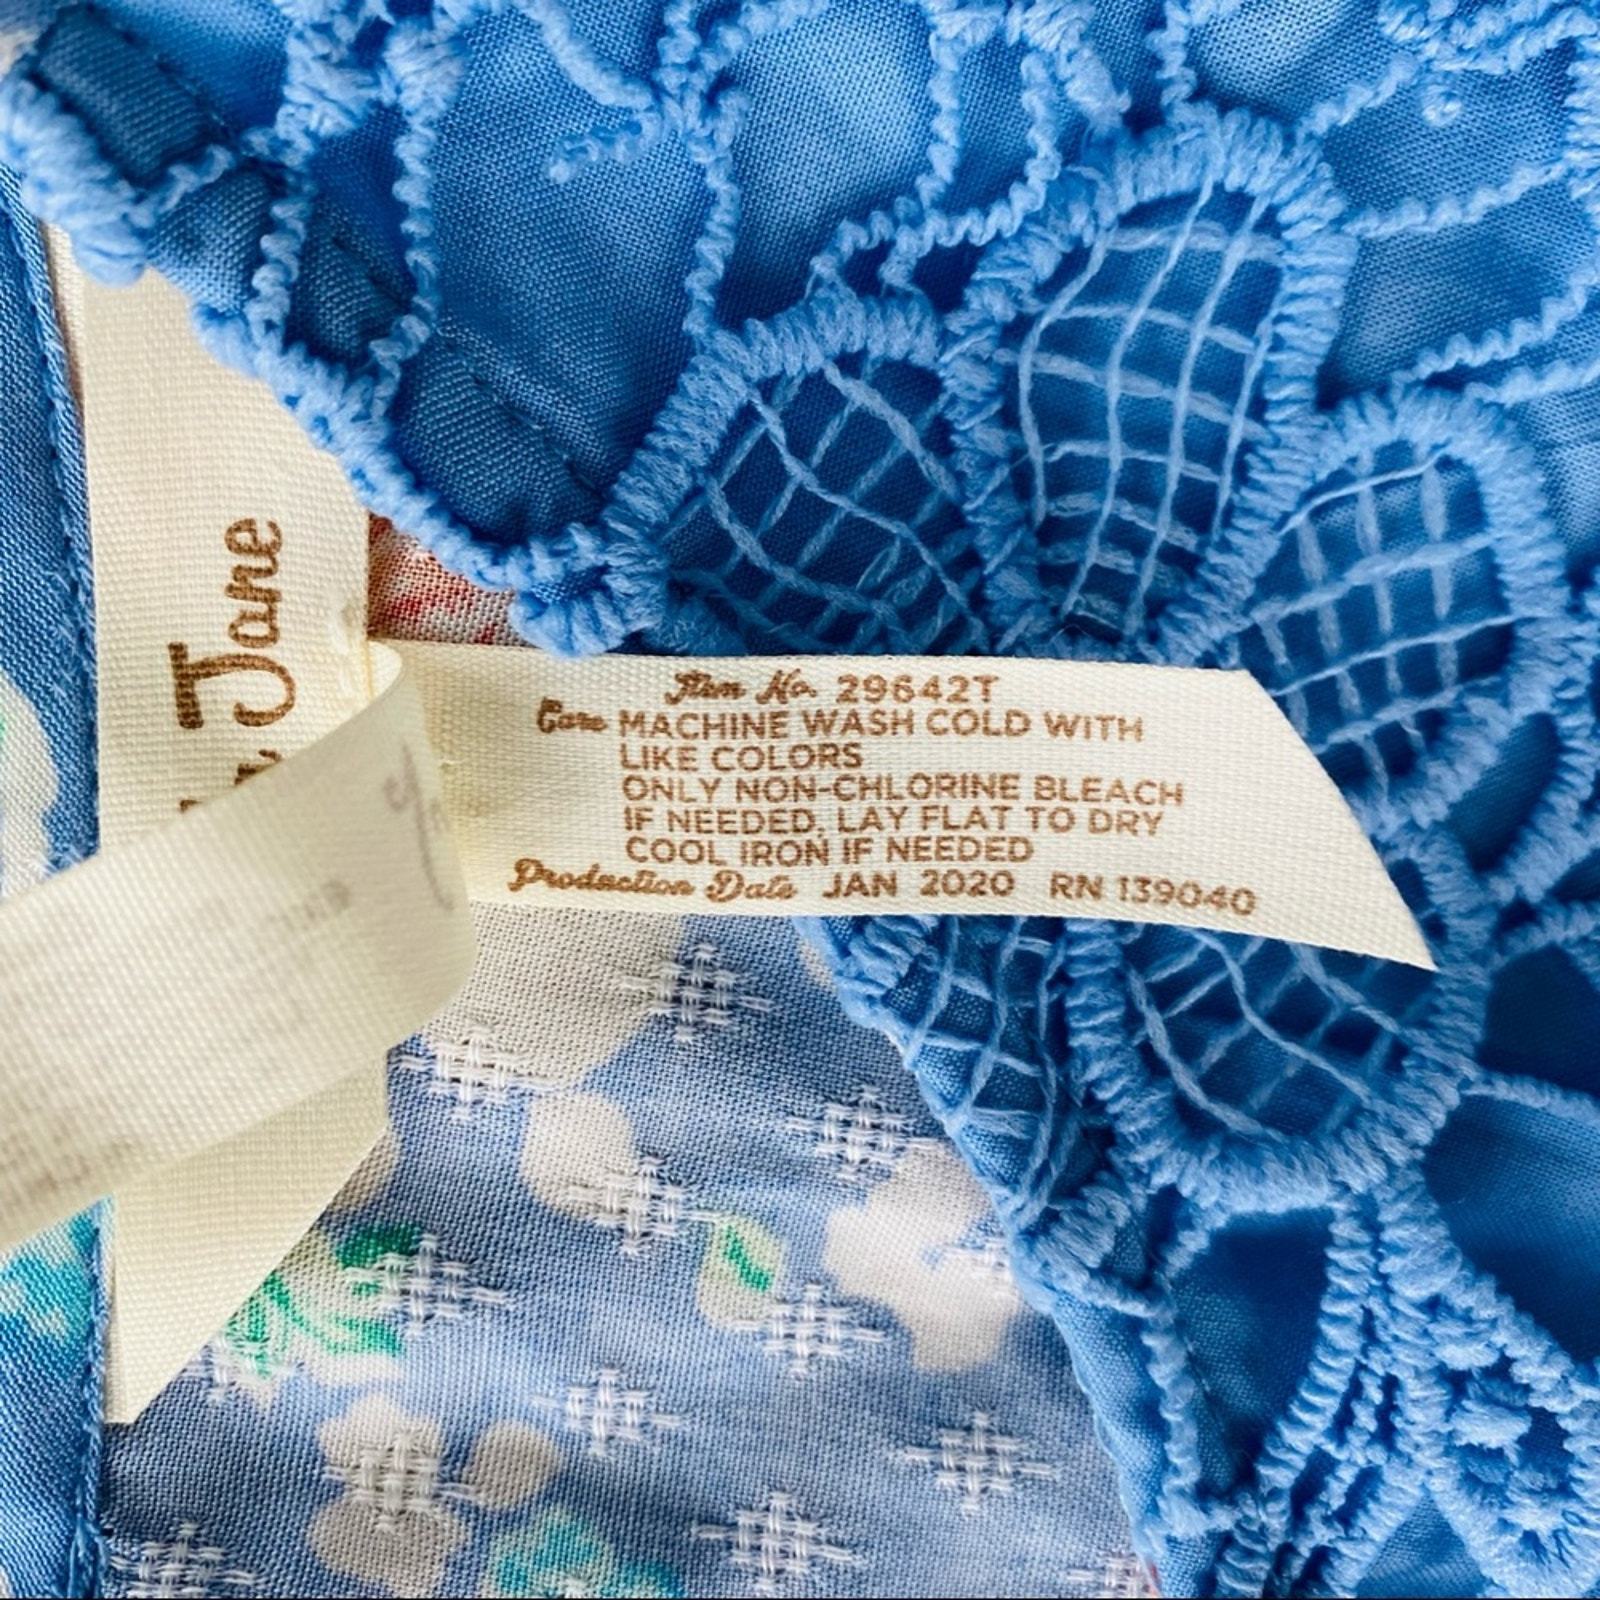 Jane
Item No. 29642T
Care MACHINE WASH COLD WITH
LIKE COLORS
ONLY NON-CHLORINE BLEACH
IF NEEDED, LAY FLAT TO DRY
COOL IRON IF NEEDED
Production Date JAN 2020 RN 139040